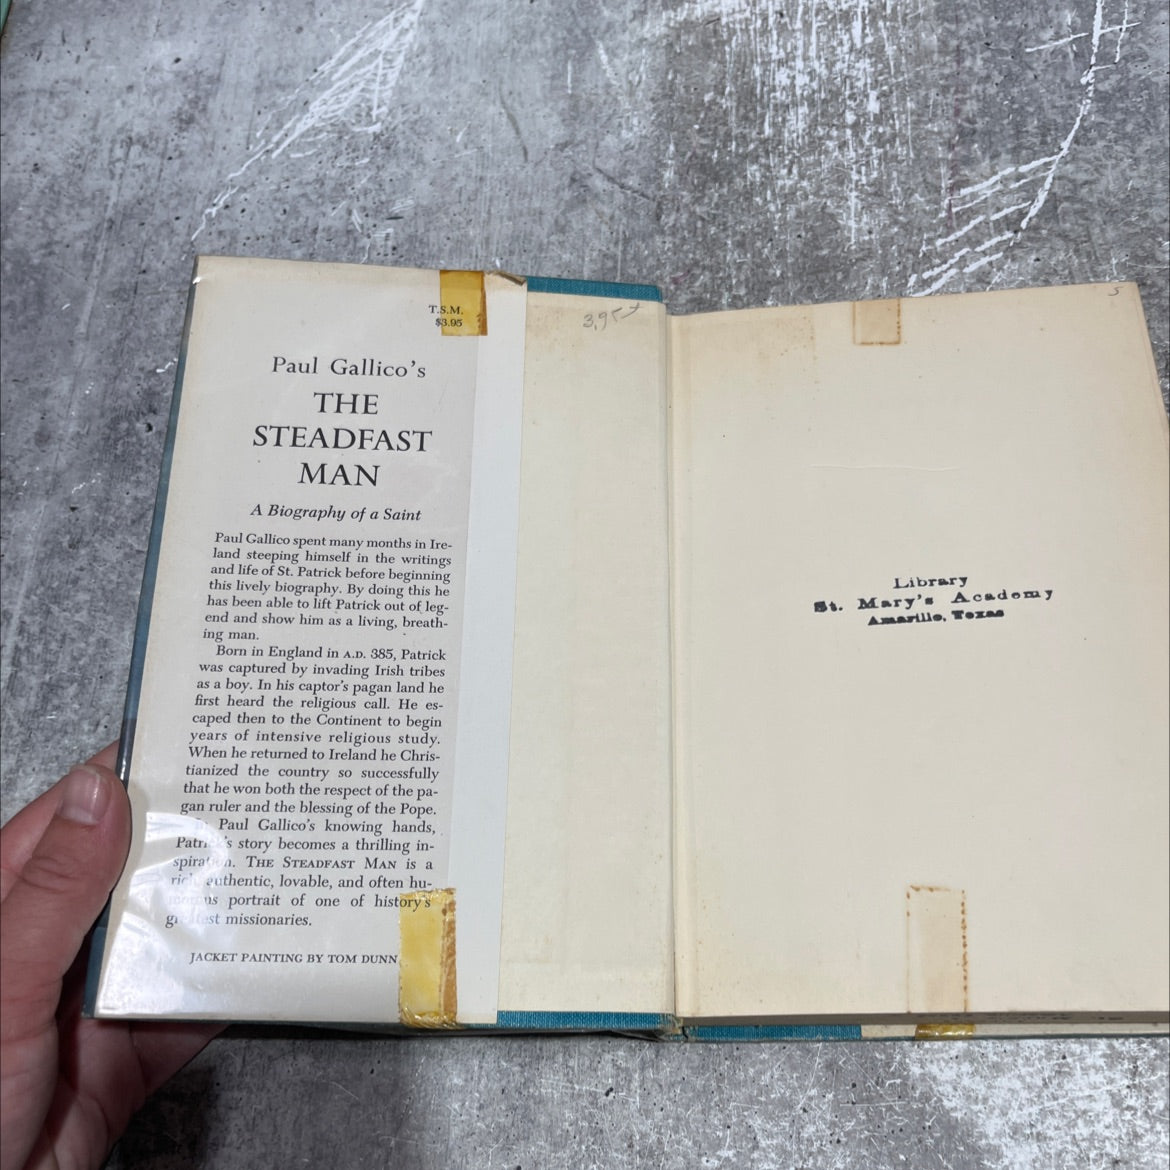 T.S.M.
$3.95
Paul Gallico's
THE
STEADFAST
MAN
A Biography of a Saint
Paul Gallico spent many months in Ire-
land steeping himself in the writings
and life of St. Patrick before beginning
this lively biography. By doing this he
has been able to lift Patrick out of leg-
end and show him as a living, breath-
ing man.
Born in England in A.D. 385, Patrick
was captured by invading Irish tribes
as a boy. In his captor's pagan land he
first heard the religious call. He es-
caped then to the Continent to begin
years of intensive religious study.
When he returned to Ireland he Chris-
tianized the country so successfully
that he won both the respect of the pa-
gan ruler and the blessing of the Pope.
In Paul Gallico's knowing hands,
Patrick's story becomes a thrilling in-
spiration. THE STEADFAST MAN is a
rich, authentic, lovable, and often hu-
morous portrait of one of history's
greatest missionaries.
JACKET PAINTING BY TOM DUNN
3.95
5
Library
St. Mary's Academy
Amarillo, Texas